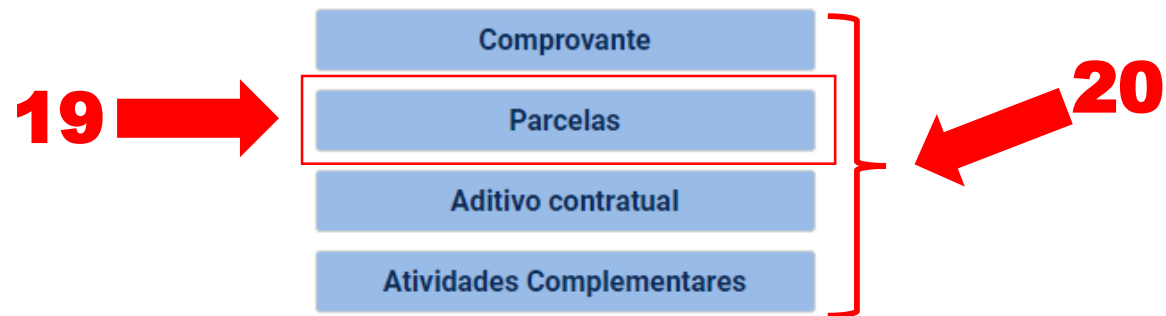 Comprovante
19
Parcelas
20
Aditivo contratual
Atividades Complementares